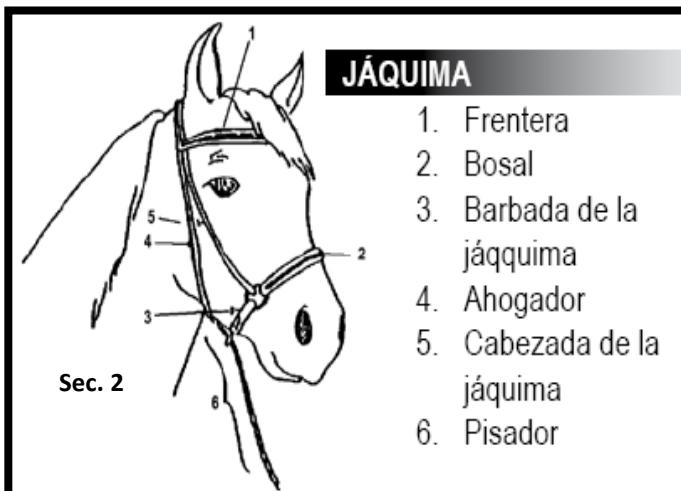 JÁQUIMA
1. Frentera
2. Bosal
3. Barbada de la
jáqquima
4. Ahogador
5. Cabezada de la
jáquima
6. Pisador
1
5
4
2
3
Sec. 2
6